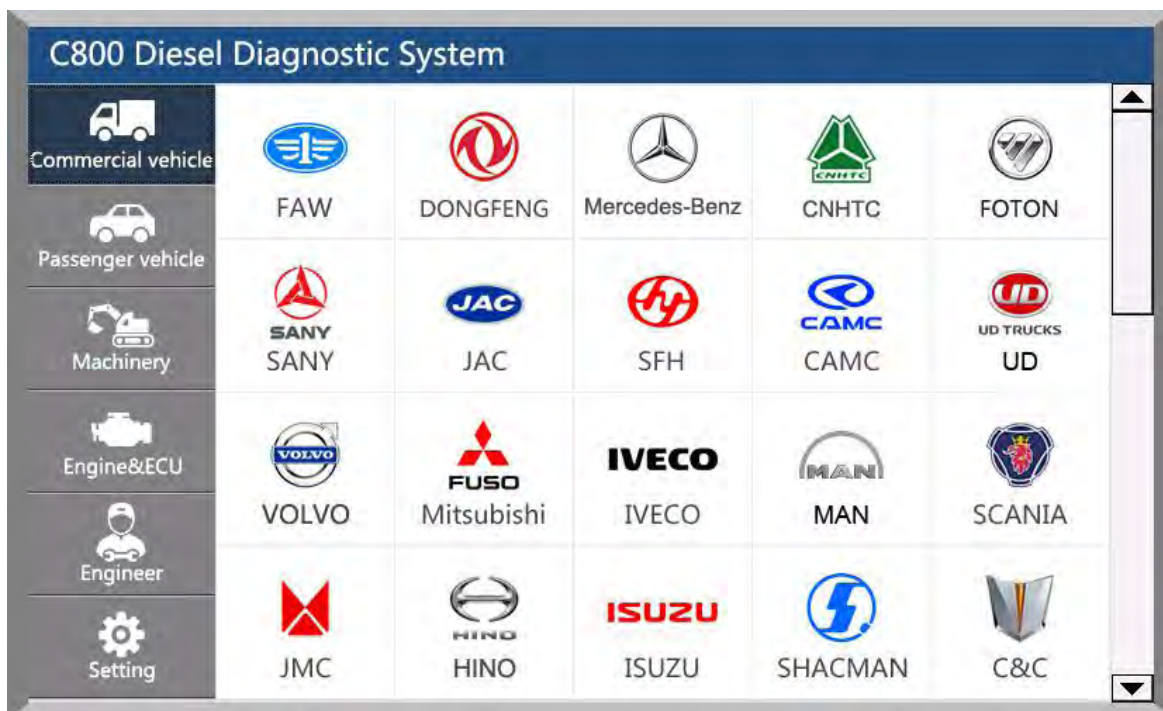 C800 Diesel Diagnostic System
Commercial vehicle
Passenger vehicle
Machinery
Engine&ECU
Engineer
Setting
FAW
DONGFENG
Mercedes-Benz
CNHTC
CNHTC
FOTON
SANY
SANY
JAC
JAC
SFH
CAMC
CAMC
UD
UD TRUCKS
UD
VOLVO
VOLVO
FUSO
Mitsubishi
IVECO
IVECO
MAN
MAN
SCANIA
JMC
HINO
HINO
ISUZU
ISUZU
SHACMAN
C&C